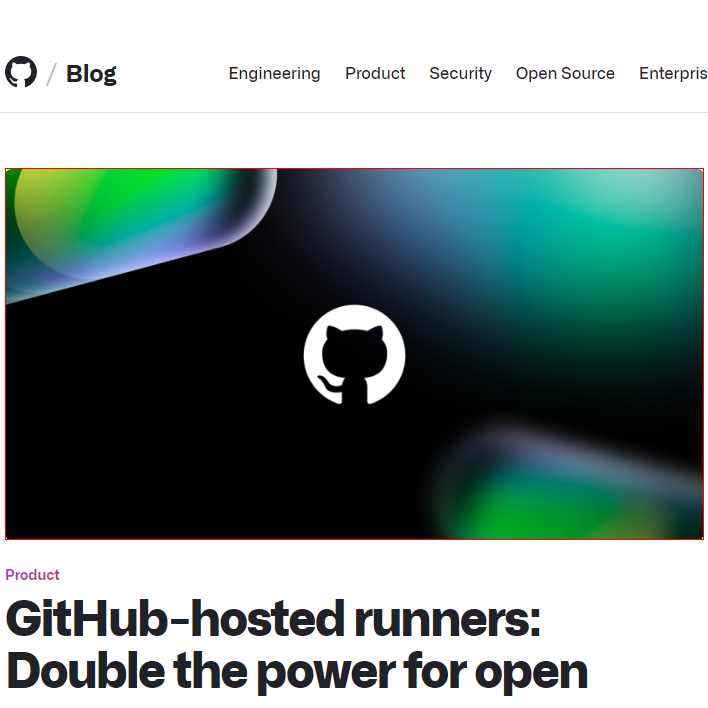 / Blog Engineering Product Security Open Source Enterpris
Product
GitHub-hosted runners:
Double the power for open